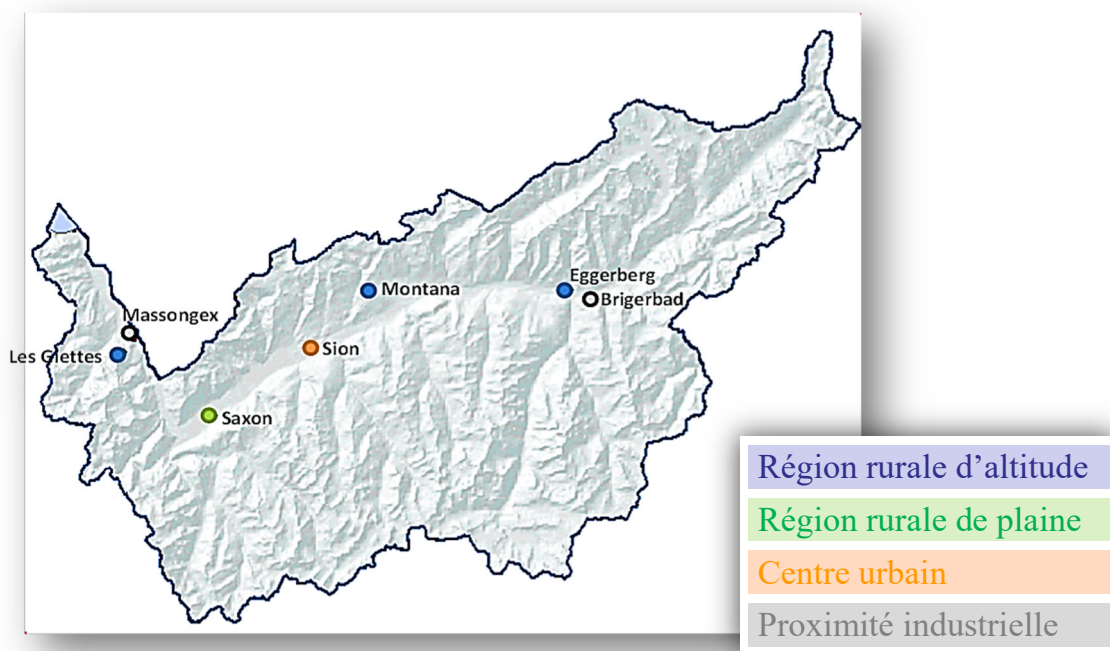 Eggerberg
Montana
Brigerbad
Massongex
Les Giettes
Sion
Saxon
Région rurale d'altitude
Région rurale de plaine
Centre urbain
Proximité industrielle